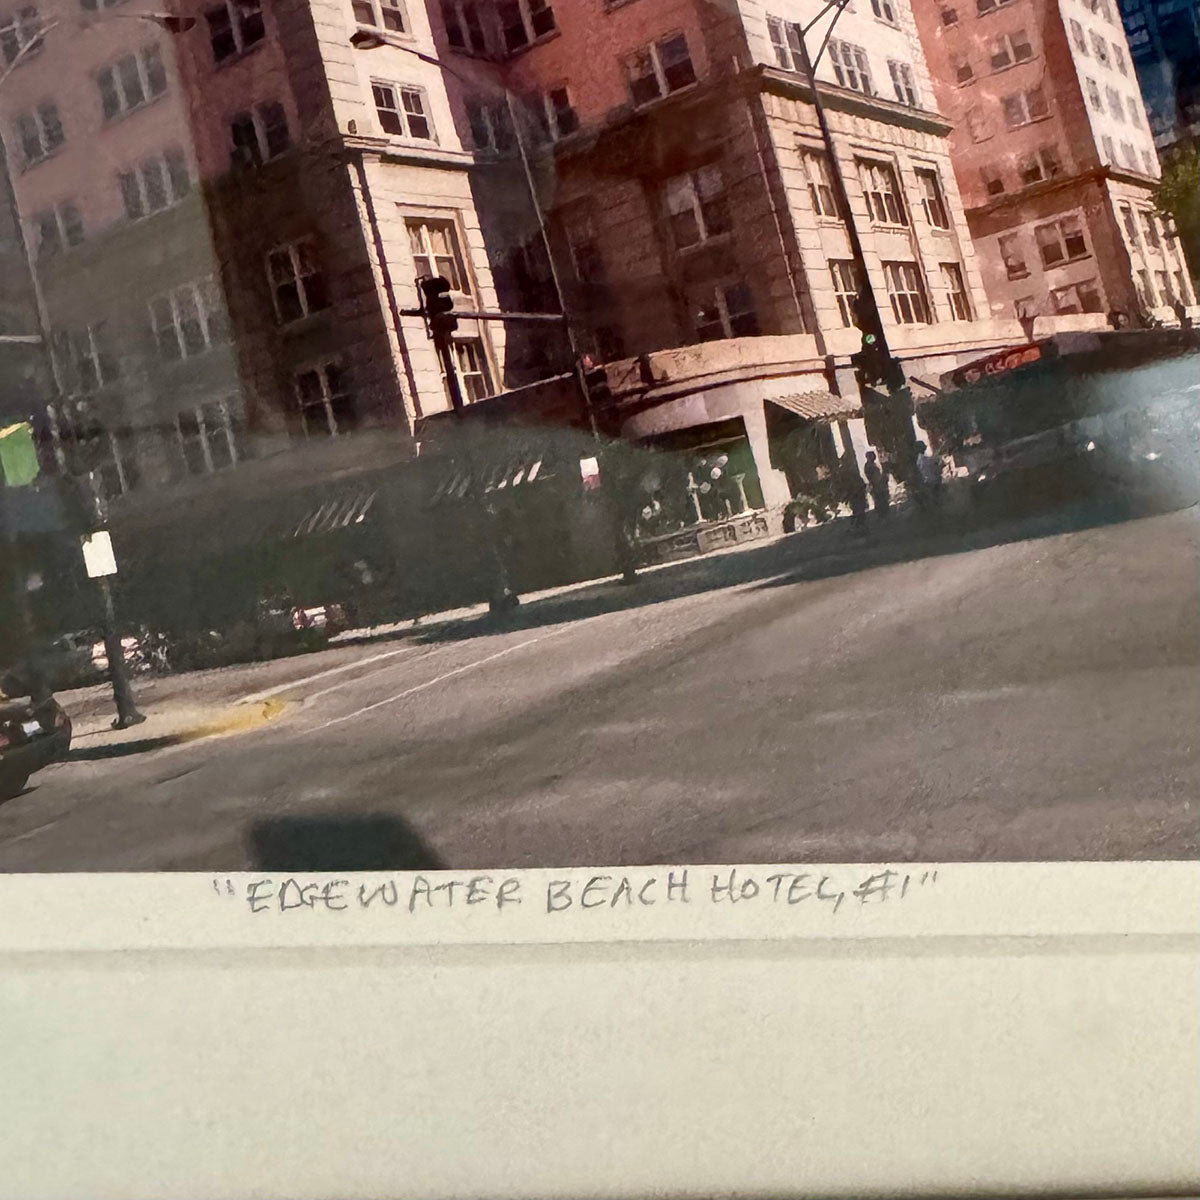 "EDGEWATER BEACH HOTEL, #1"